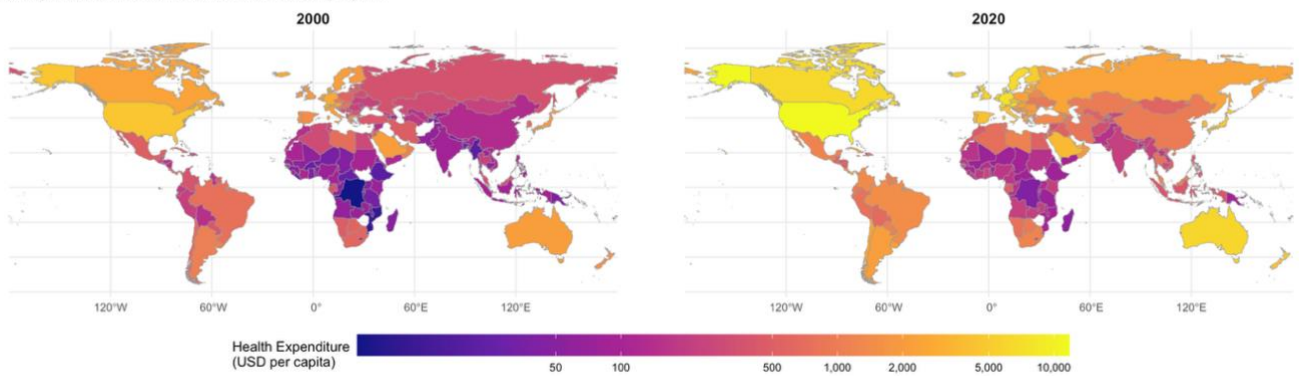 2000 2020
120°W 60°W 0° 60°E 120°E 120°W 60°W 0° 60°E 120°E
Health Expenditure
(USD per capita)
50 100 500 1,000 2,000 5,000 10,000